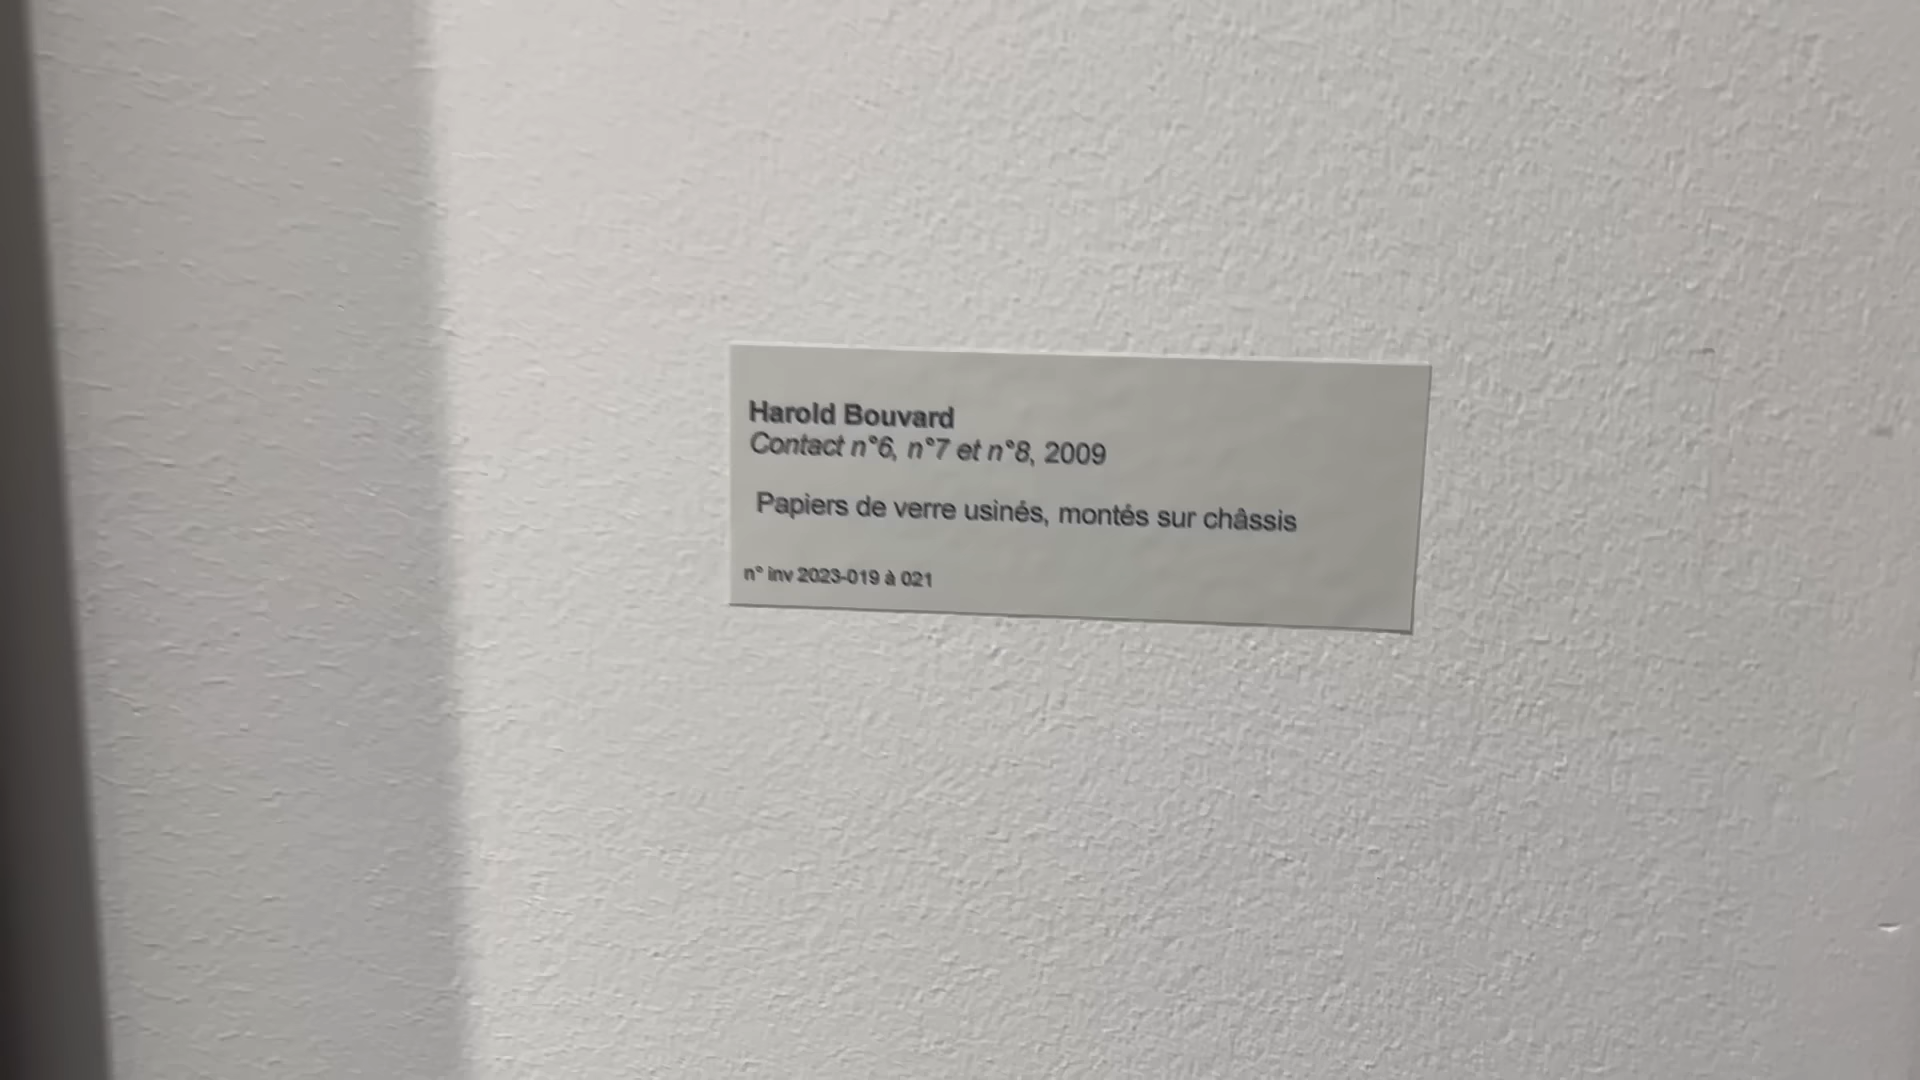 Harold Bouvard
Contact n°6, n°7 et n°8, 2009
Papiers de verre usinés, montés sur châssis
n° inv 2023-019 à 021